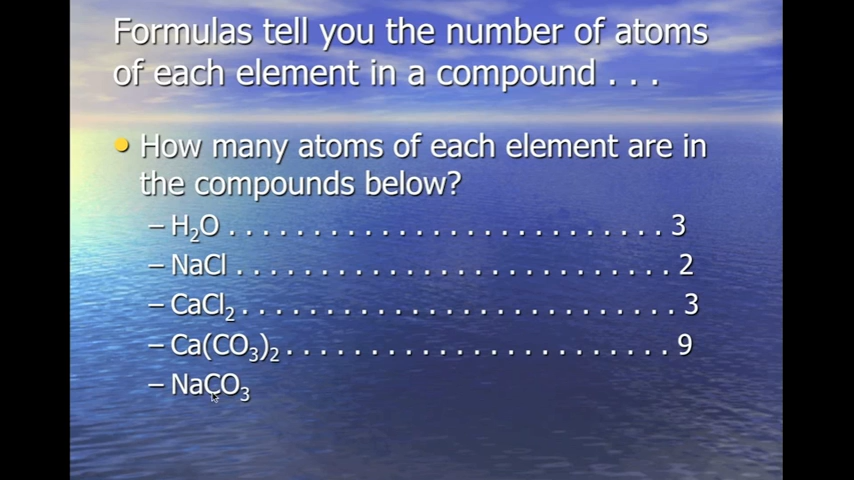 Formulas tell you the number of atoms
of each element in a compound . . .
• How many atoms of each element are in
the compounds below?
– H₂O . . . . . . . . . . . . . . . . . . . . . . . . . . 3
– NaCl . . . . . . . . . . . . . . . . . . . . . . . . . . 2
– CaCl₂ . . . . . . . . . . . . . . . . . . . . . . . . . . 3
– Ca(CO₃)₂ . . . . . . . . . . . . . . . . . . . . . . . 9
– NaCO₃